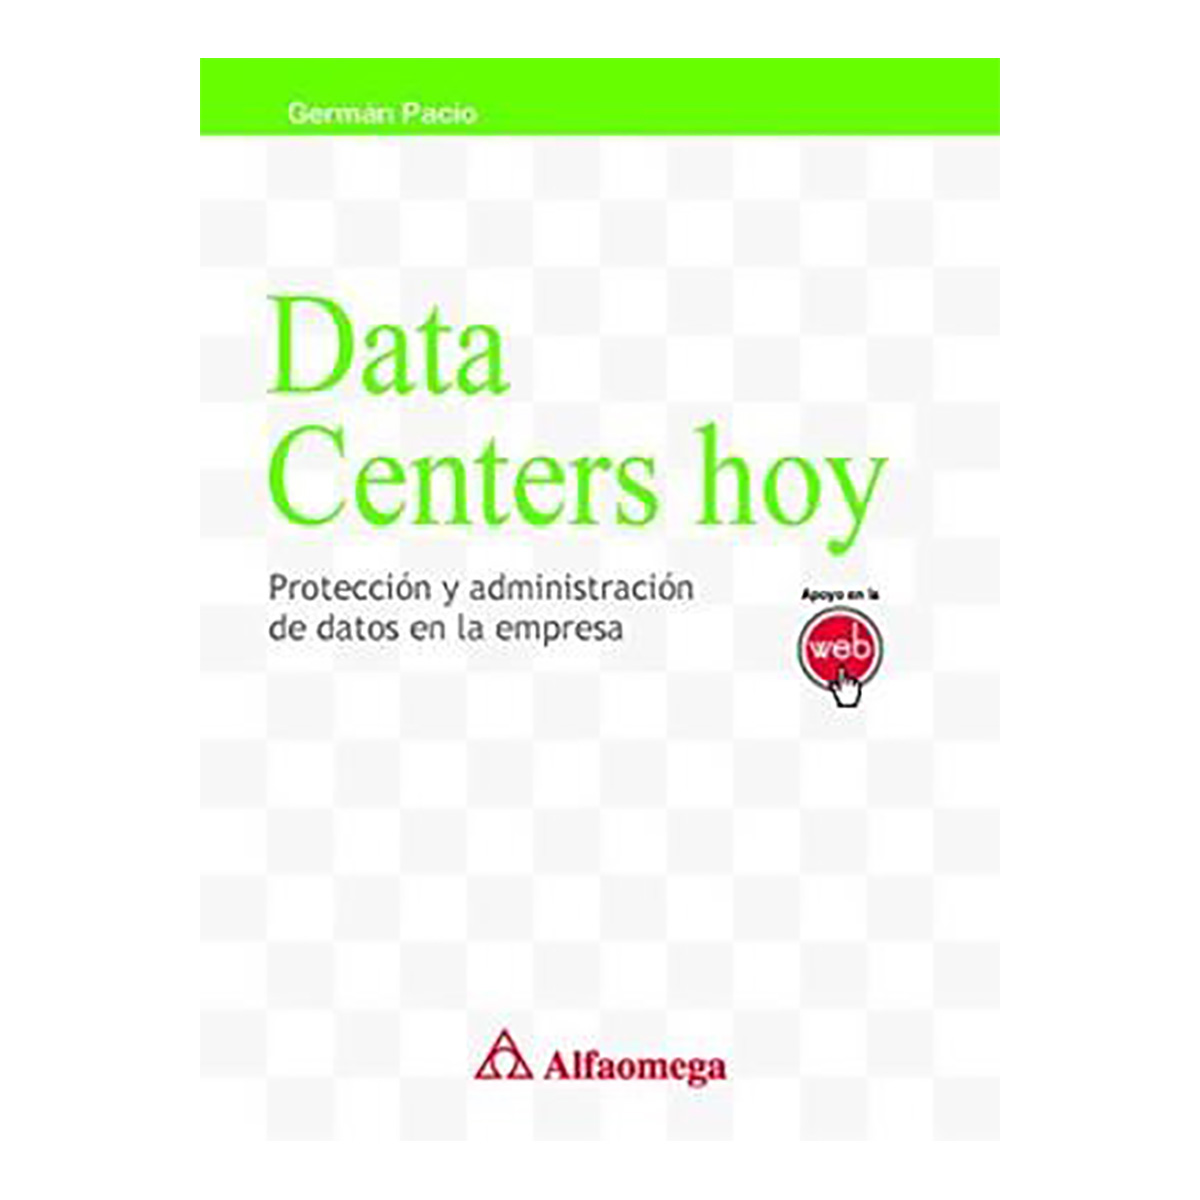 Germán Pacio
Data
Centers hoy
Protección y administración
de datos en la empresa
Apoyo en la
web
Alfaomega